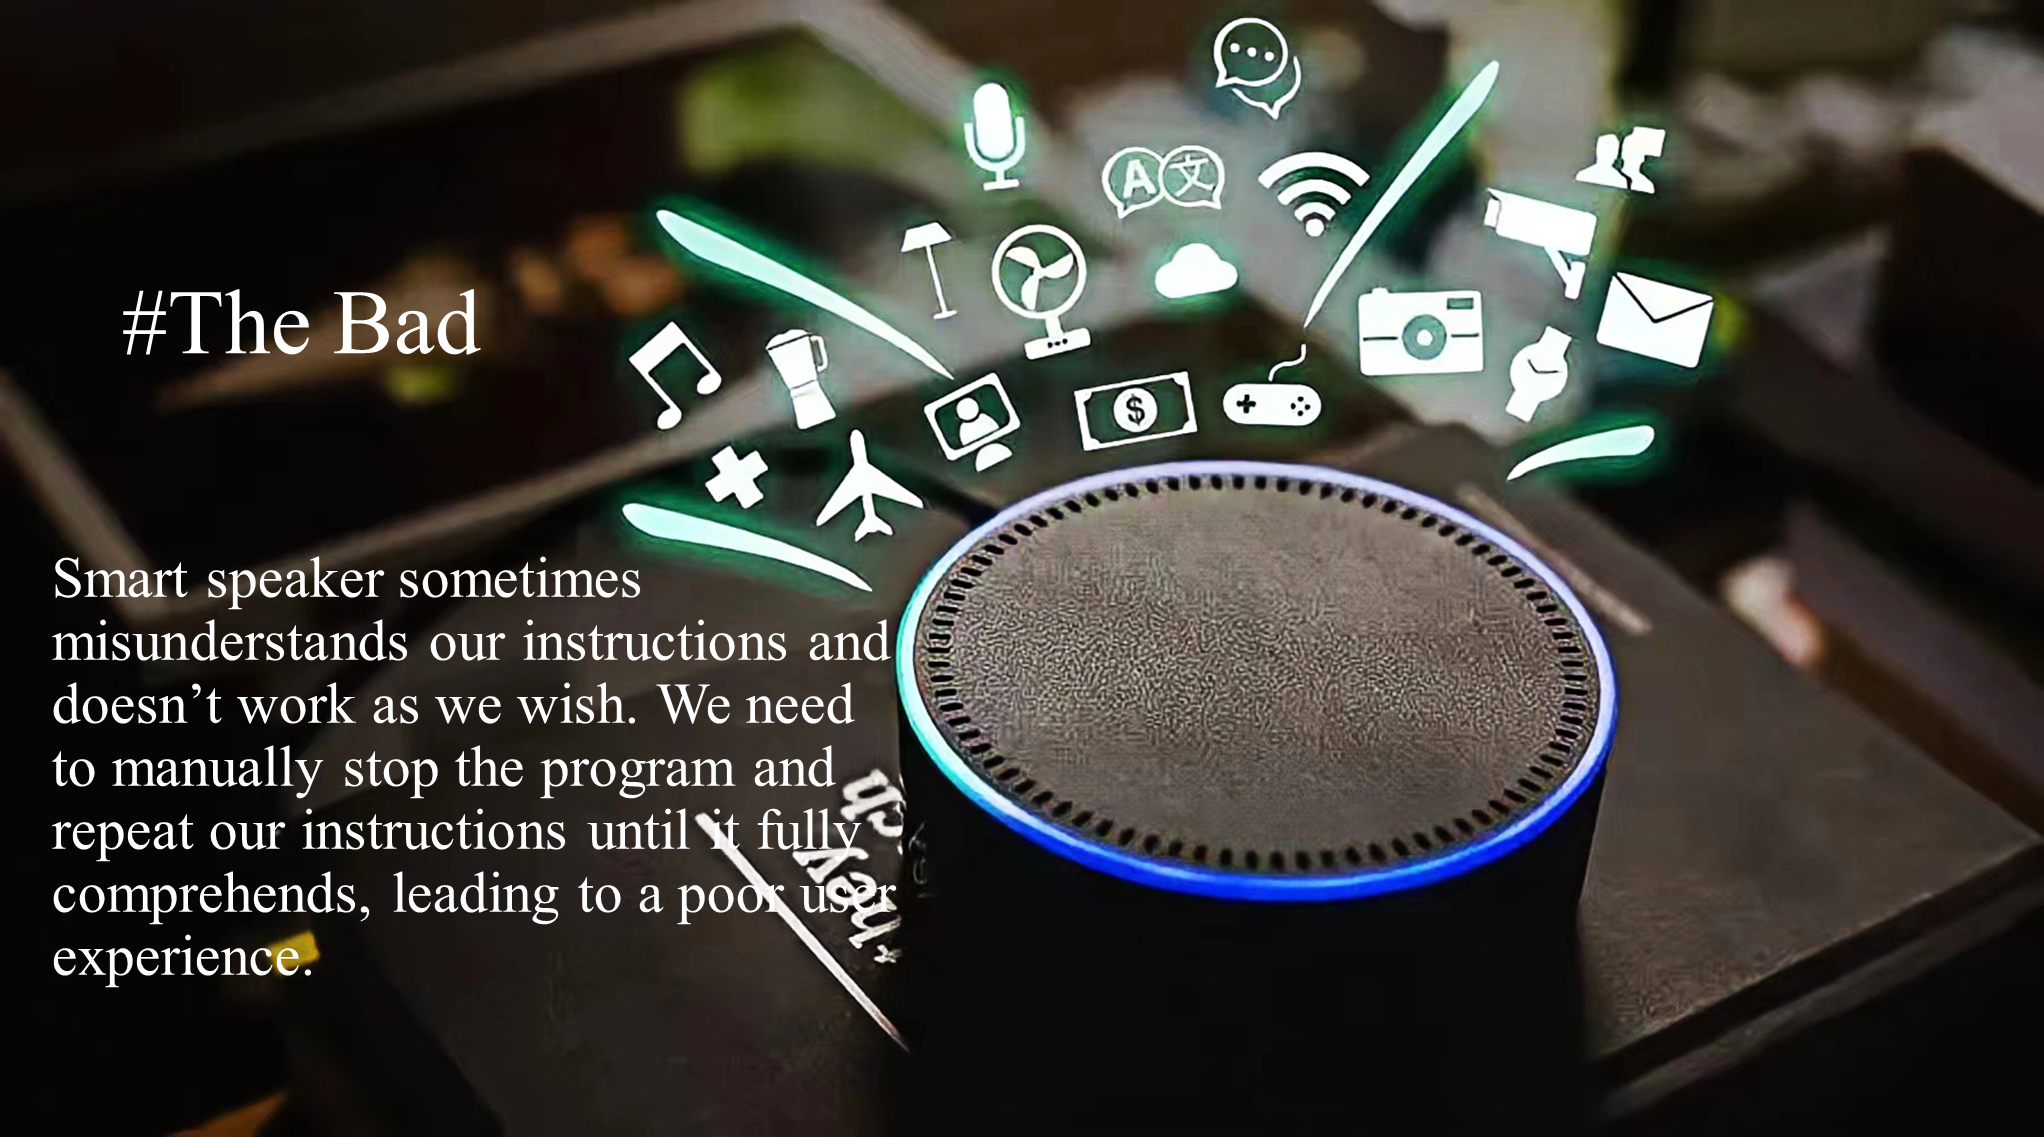 #The Bad
Smart speaker sometimes
misunderstands our instructions and
doesn’t work as we wish. We need
to manually stop the program and
repeat our instructions until it fully
comprehends, leading to a poor user
experience.
A 文
$